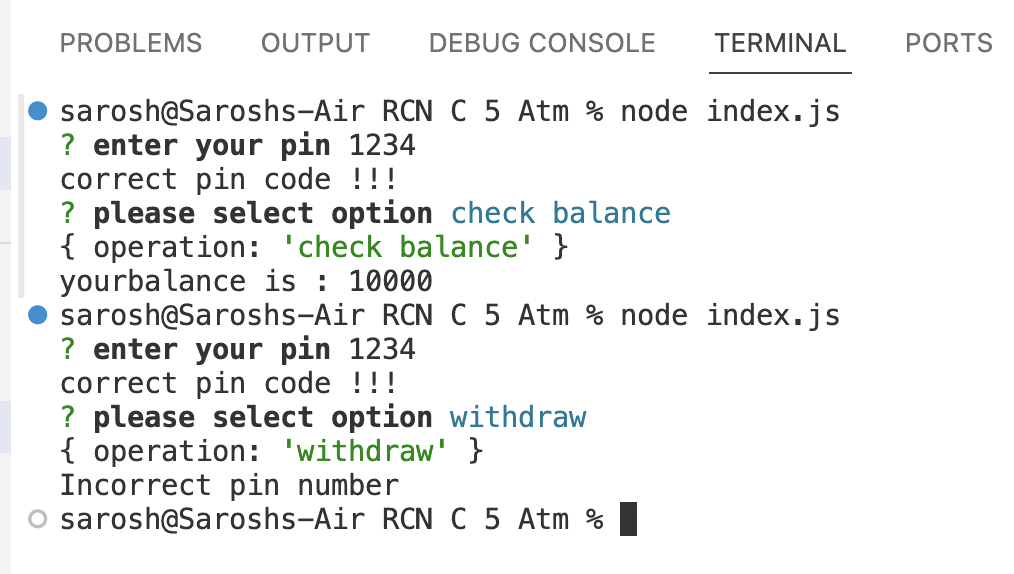 PROBLEMS OUTPUT DEBUG CONSOLE TERMINAL PORTS
sarosh@Saroshs-Air RCN C 5 Atm % node index.js
? enter your pin 1234
correct pin code !!!
? please select option check balance
{ operation: 'check balance' }
yourbalance is : 10000
sarosh@Saroshs-Air RCN C 5 Atm % node index.js
? enter your pin 1234
correct pin code !!!
? please select option withdraw
{ operation: 'withdraw' }
Incorrect pin number
sarosh@Saroshs-Air RCN C 5 Atm %